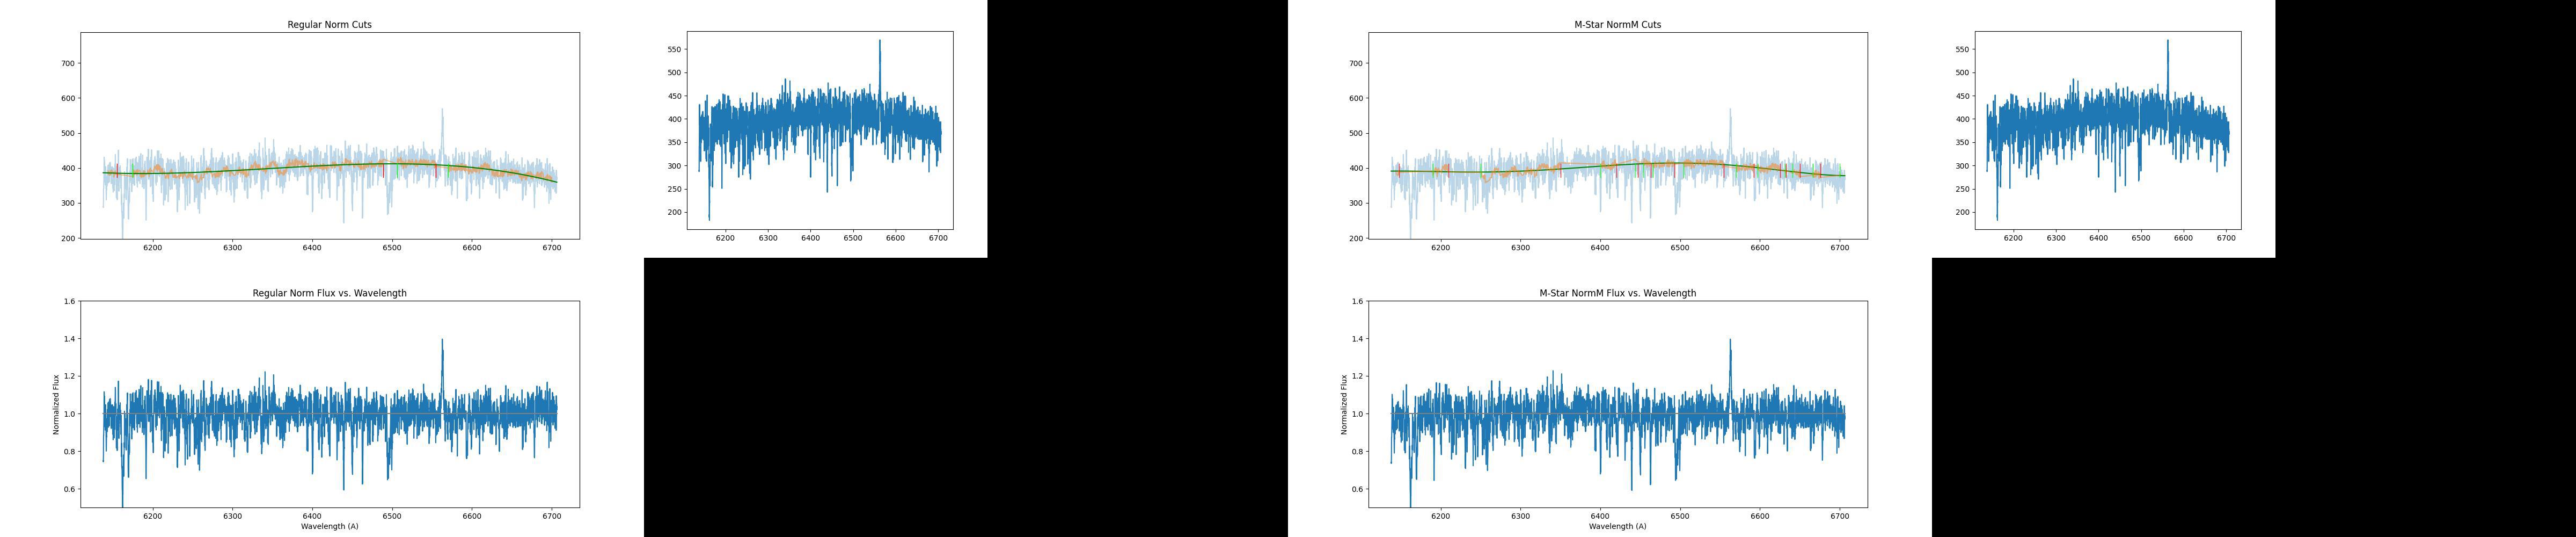 Regular Norm Cuts
700
600
500
400
300
200
6200 6300 6400 6500 6600 6700
550
500
450
400
350
300
250
200
6200 6300 6400 6500 6600 6700
M-Star NormM Cuts
700
600
500
400
300
200
6200 6300 6400 6500 6600 6700
550
500
450
400
350
300
250
200
6200 6300 6400 6500 6600 6700
Regular Norm Flux vs. Wavelength
Normalized Flux
1.6
1.4
1.2
1.0
0.8
0.6
6200 6300 6400 6500 6600 6700
Wavelength (A)
M-Star NormM Flux vs. Wavelength
Normalized Flux
1.6
1.4
1.2
1.0
0.8
0.6
6200 6300 6400 6500 6600 6700
Wavelength (A)